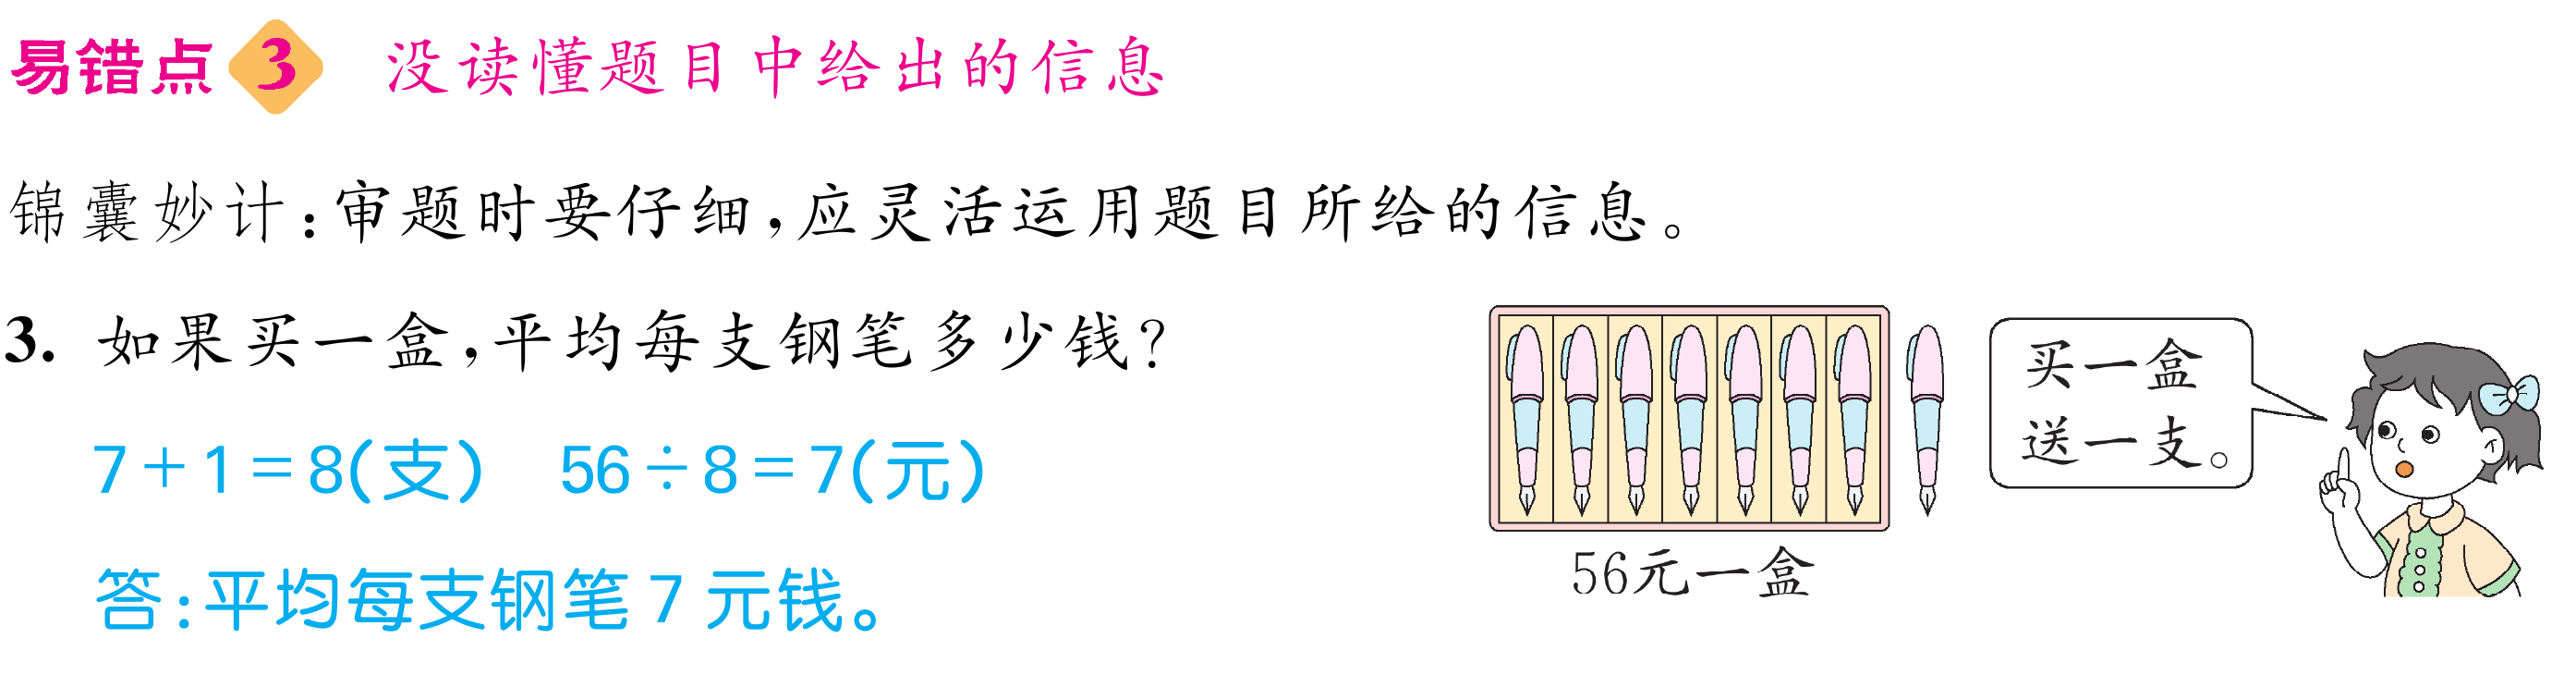 易错点 3 没读懂题目中给出的信息
锦囊妙计:审题时要仔细,应灵活运用题目所给的信息。
3. 如果买一盒,平均每支钢笔多少钱?
7+1=8(支) 56÷8=7(元)
答:平均每支钢笔 7 元钱。
56元一盒
买一盒
送一支。